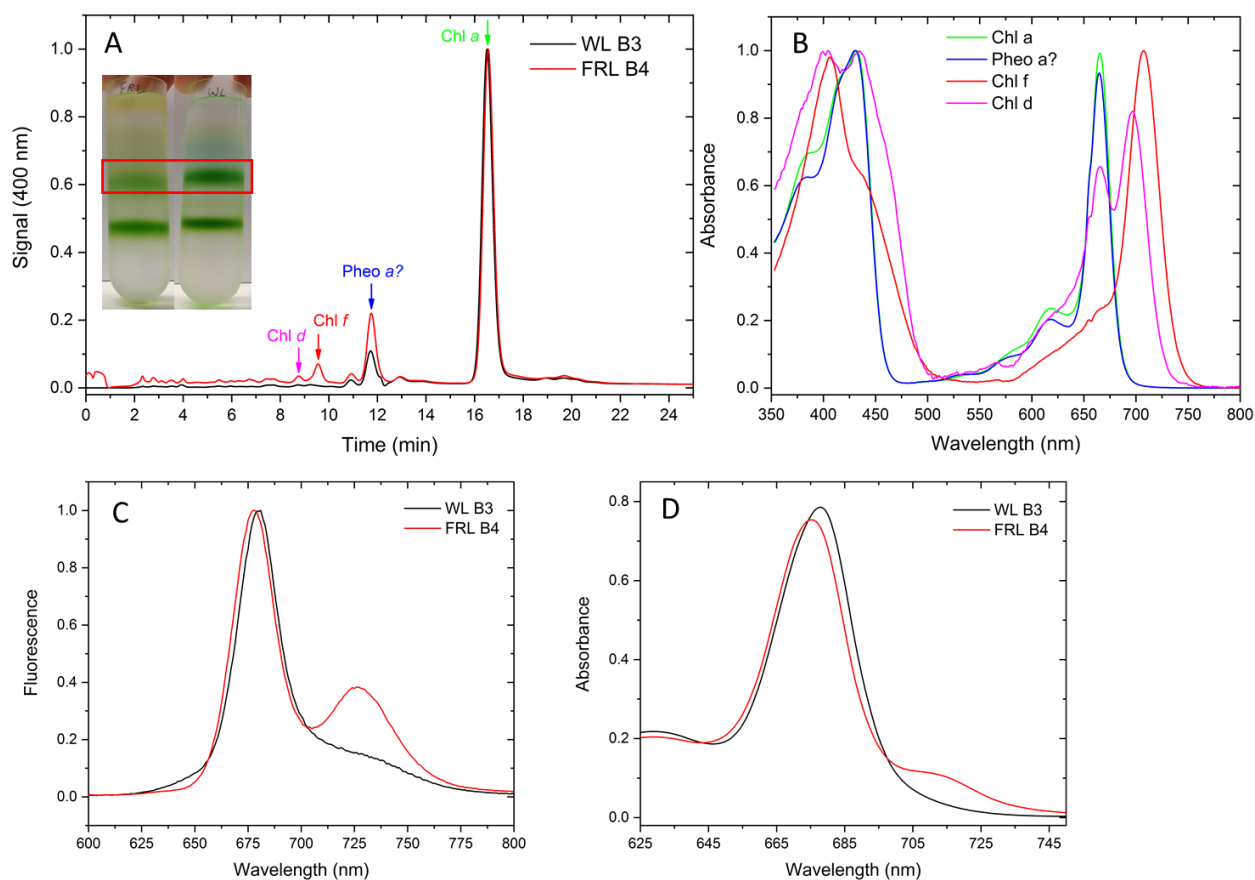 A
Chl a
WL B3
FRL B4
FRL
WL
Pheo a?
Chl d
Chl f
Signal (400 nm)
1.0
0.8
0.6
0.4
0.2
0.0
0 2 4 6 8 10 12 14 16 18 20 22 24
Time (min)
B
Chl a
Pheo a?
Chl f
Chl d
Absorbance
1.0
0.8
0.6
0.4
0.2
0.0
350 400 450 500 550 600 650 700 750 800
Wavelength (nm)
C
WL B3
FRL B4
Fluorescence
1.0
0.8
0.6
0.4
0.2
0.0
600 625 650 675 700 725 750 775 800
Wavelength (nm)
D
WL B3
FRL B4
Absorbance
0.8
0.6
0.4
0.2
0.0
625 645 665 685 705 725 745
Wavelength (nm)